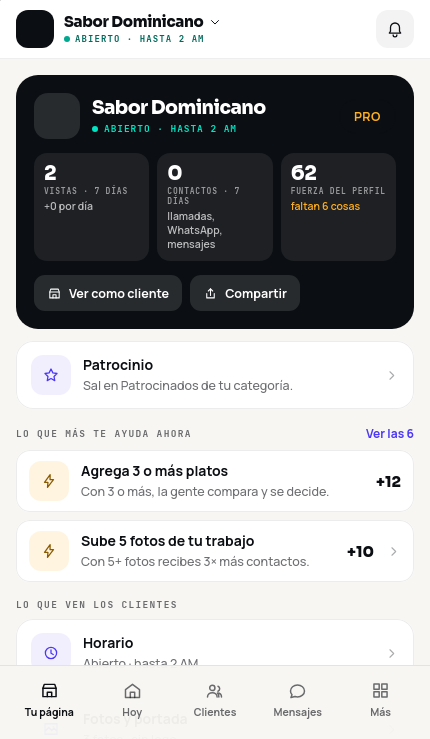 Sabor Dominicano
ABIERTO · HASTA 2 AM
Sabor Dominicano
ABIERTO · HASTA 2 AM
PRO
2
VISTAS · 7 DÍAS
+0 por día
0
CONTACTOS · 7
DÍAS
llamadas,
WhatsApp,
mensajes
62
FUERZA DEL PERFIL
faltan 6 cosas
Ver como cliente
Compartir
Patrocinio
Sal en Patrocinados de tu categoría.
LO QUE MÁS TE AYUDA AHORA
Ver las 6
Agrega 3 o más platos
Con 3 o más, la gente compara y se decide.
+12
Sube 5 fotos de tu trabajo
Con 5+ fotos recibes 3× más contactos.
+10
LO QUE VEN LOS CLIENTES
Horario
Abierto · hasta 2 AM
Fotos y portada
Tu página
Hoy
Clientes
Mensajes
Más